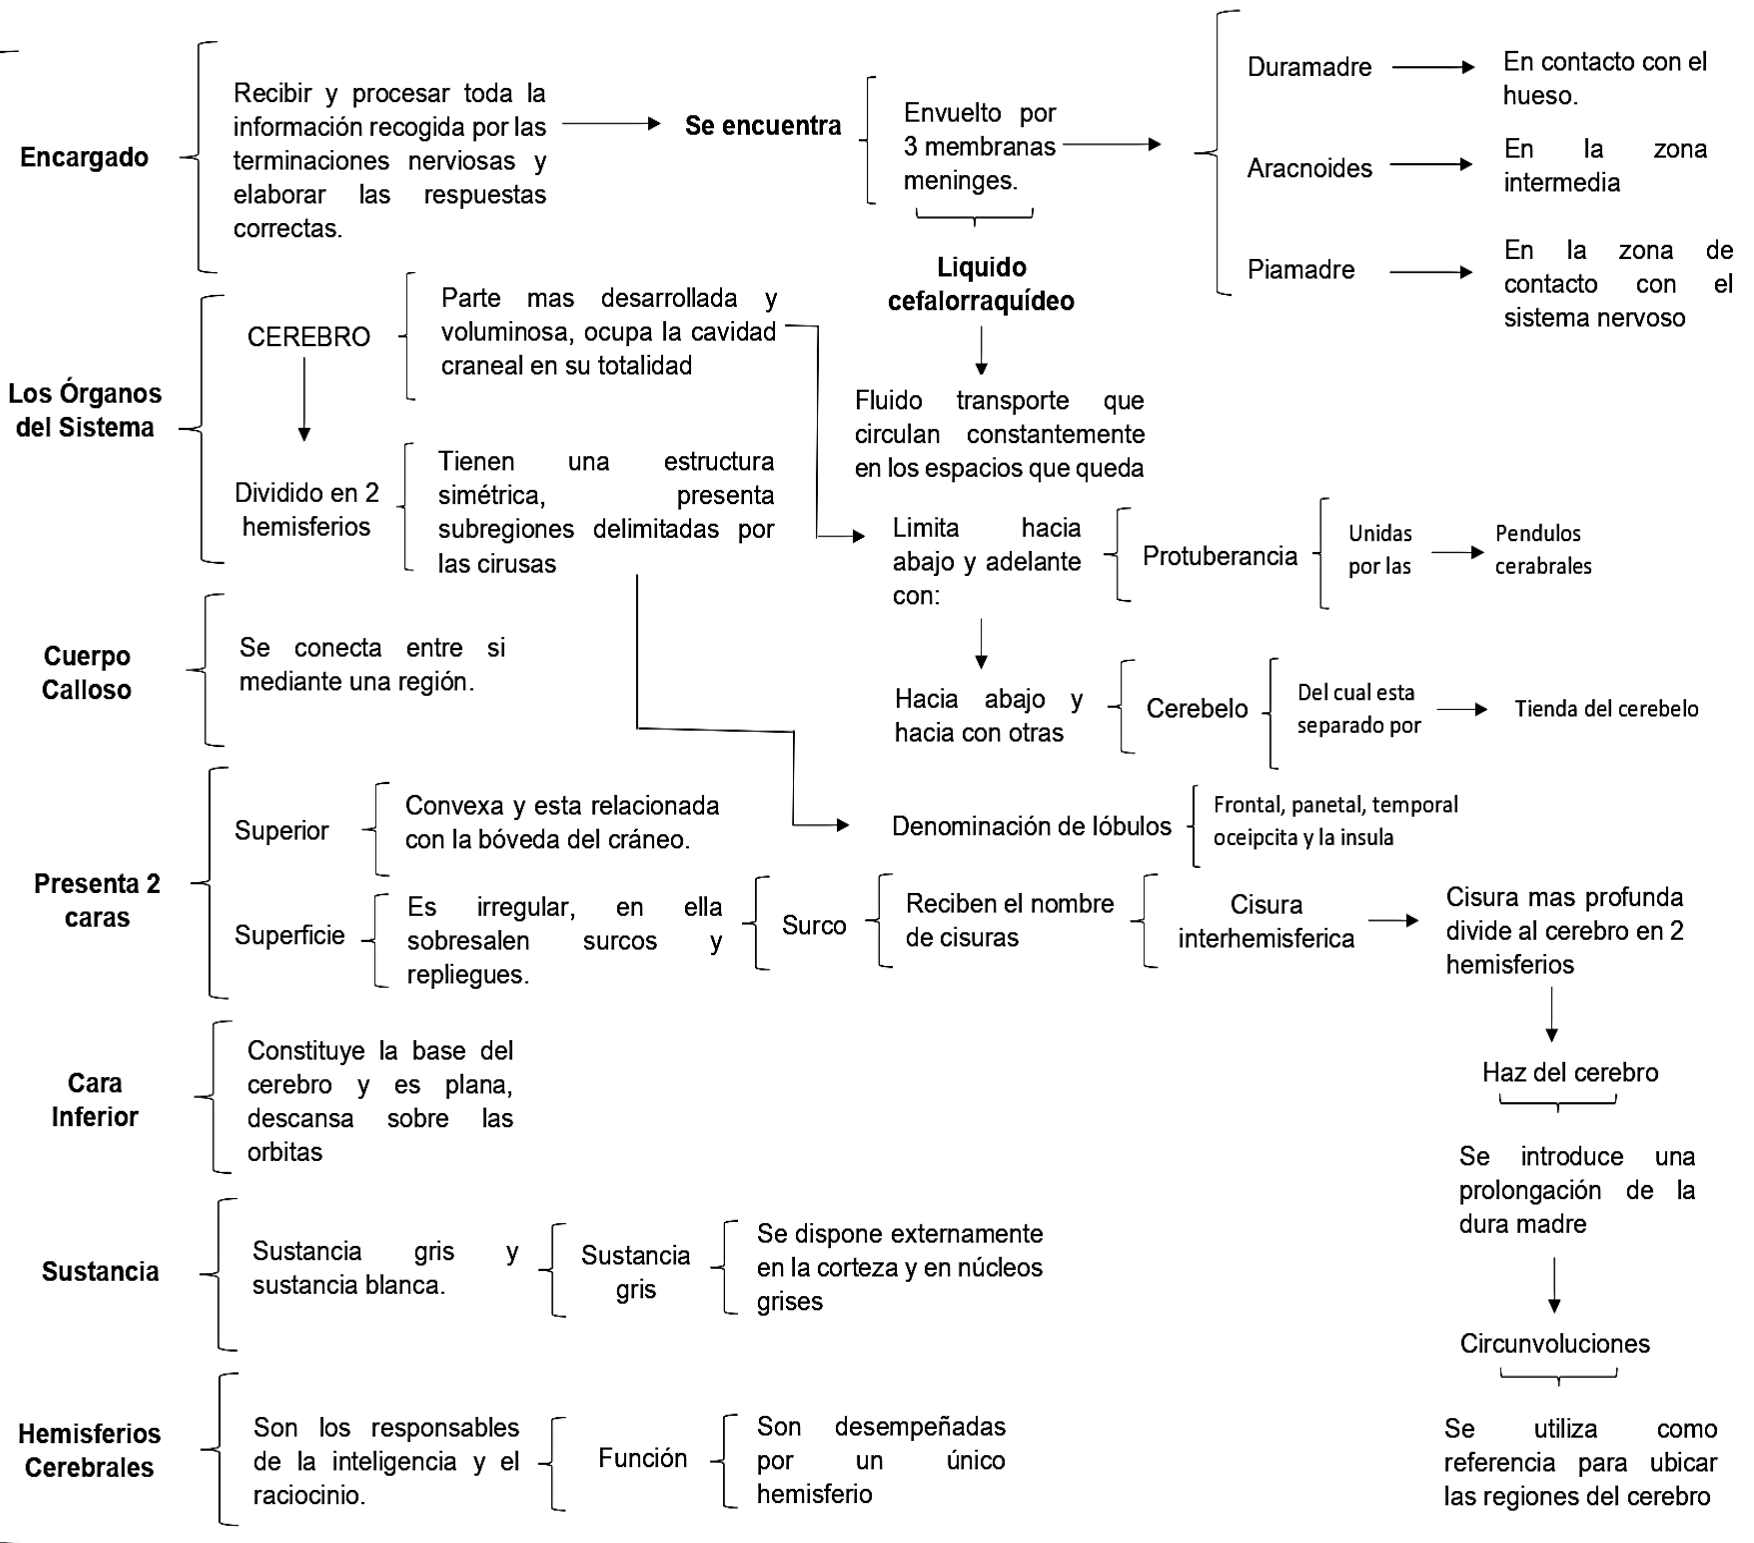 Encargado
Recibir y procesar toda la
información recogida por las
terminaciones nerviosas y
elaborar las respuestas
correctas.
Se encuentra
Envuelto por
3 membranas
meninges.
Duramadre
En contacto con el
hueso.
Aracnoides
En la zona
intermedia
Piamadre
En la zona de
contacto con el
sistema nervoso
Liquido
cefalorraquídeo
Fluido transporte que
circulan constantemente
en los espacios que queda
Los Órganos
del Sistema
CEREBRO
Parte mas desarrollada y
voluminosa, ocupa la cavidad
craneal en su totalidad
Dividido en 2
hemisferios
Tienen una estructura
simétrica, presenta
subregiones delimitadas por
las cirusas
Limita hacia
abajo y adelante
con:
Protuberancia
Unidas
por las
Pendulos
cerabrales
Hacia abajo y
hacia con otras
Cerebelo
Del cual esta
separado por
Tienda del cerebelo
Cuerpo
Calloso
Se conecta entre si
mediante una región.
Denominación de lóbulos
Frontal, panetal, temporal
oceipcita y la insula
Presenta 2
caras
Superior
Convexa y esta relacionada
con la bóveda del cráneo.
Superficie
Es irregular, en ella
sobresalen surcos y
repliegues.
Surco
Reciben el nombre
de cisuras
Cisura
interhemisferica
Cisura mas profunda
divide al cerebro en 2
hemisferios
Haz del cerebro
Se introduce una
prolongación de la
dura madre
Circunvoluciones
Se utiliza como
referencia para ubicar
las regiones del cerebro
Cara
Inferior
Constituye la base del
cerebro y es plana,
descansa sobre las
orbitas
Sustancia
Sustancia gris y
sustancia blanca.
Sustancia
gris
Se dispone externamente
en la corteza y en núcleos
grises
Hemisferios
Cerebrales
Son los responsables
de la inteligencia y el
raciocinio.
Función
Son desempeñadas
por un único
hemisferio